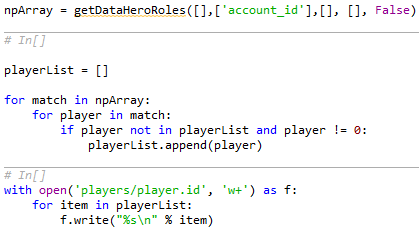 npArray = getDataHeroRoles([],['account_id'],[], [], False)
# In[]
playerList = []
for match in npArray:
    for player in match:
        if player not in playerList and player != 0:
            playerList.append(player)
# In[]
with open('players/player.id', 'w+') as f:
    for item in playerList:
        f.write("%s\n" % item)